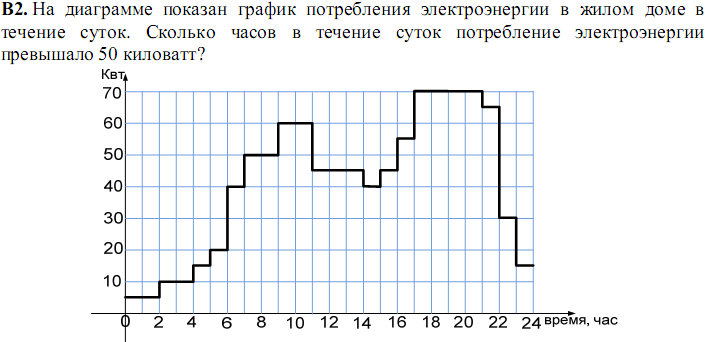 В2. На диаграмме показан график потребления электроэнергии в жилом доме в
течение суток. Сколько часов в течение суток потребление электроэнергии
превышало 50 киловатт?
Квт
70
60
50
40
30
20
10
0 2 4 6 8 10 12 14 16 18 20 22 24 время, час